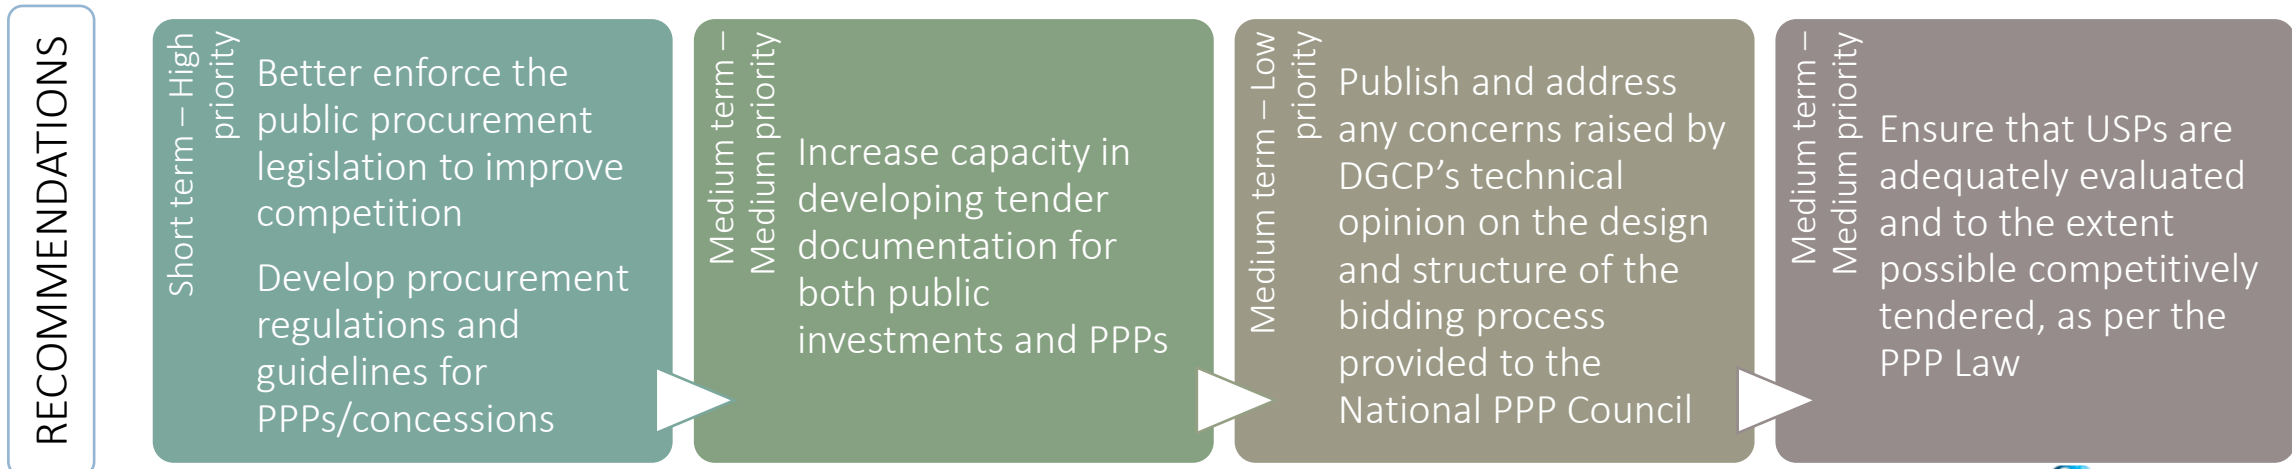 RECOMMENDATIONS
Short term – High
priority
Better enforce the
public procurement
legislation to improve
competition
Develop procurement
regulations and
guidelines for
PPPs/concessions
Medium term –
Medium priority
Increase capacity in
developing tender
documentation for
both public
investments and PPPs
Medium term – Low
priority
Publish and address
any concerns raised by
DGCP’s technical
opinion on the design
and structure of the
bidding process
provided to the
National PPP Council
Medium term –
Medium priority
Ensure that USPs are
adequately evaluated
and to the extent
possible competitively
tendered, as per the
PPP Law